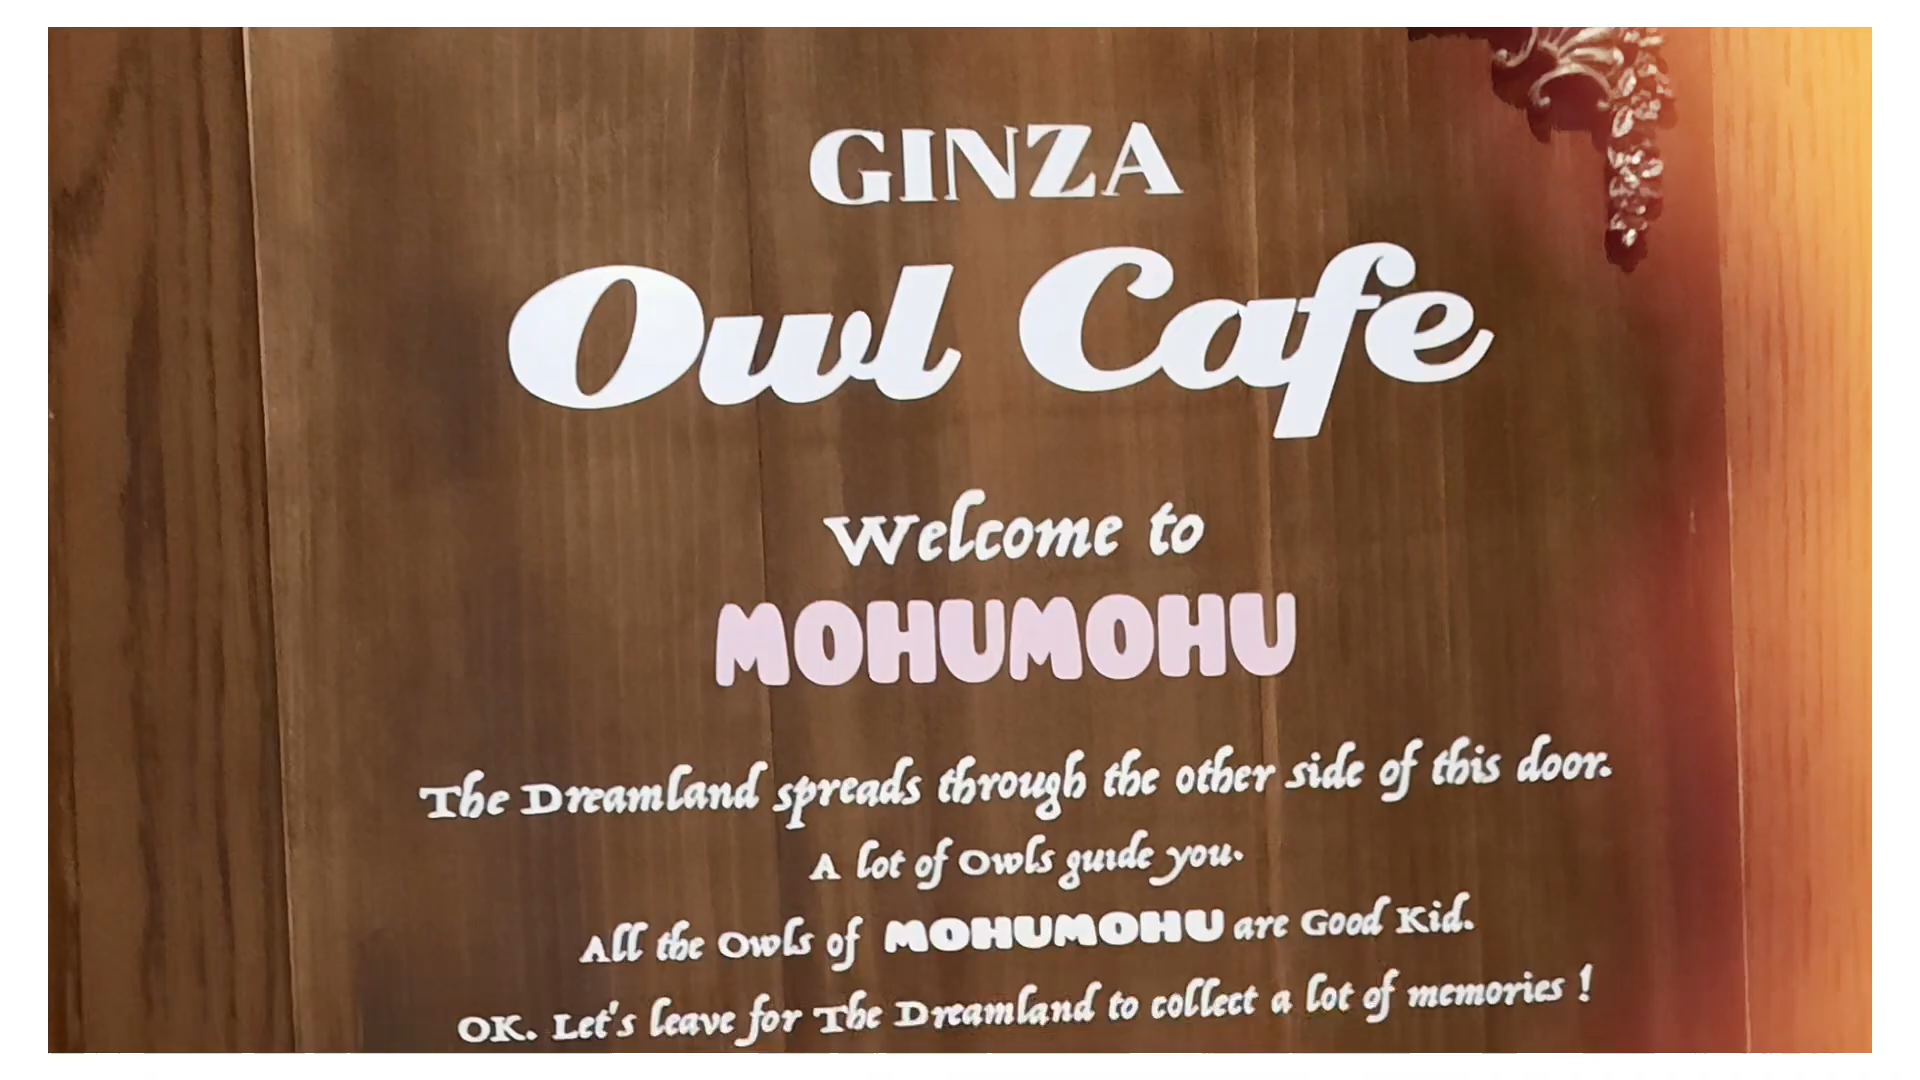 GINZA
Owl Cafe
Welcome to
MOHUMOHU
The Dreamland spreads through the other side of this door.
A lot of Owls guide you.
All the Owls of MOHUMOHU are Good Kid.
OK. Let's leave for The Dreamland to collect a lot of memories !